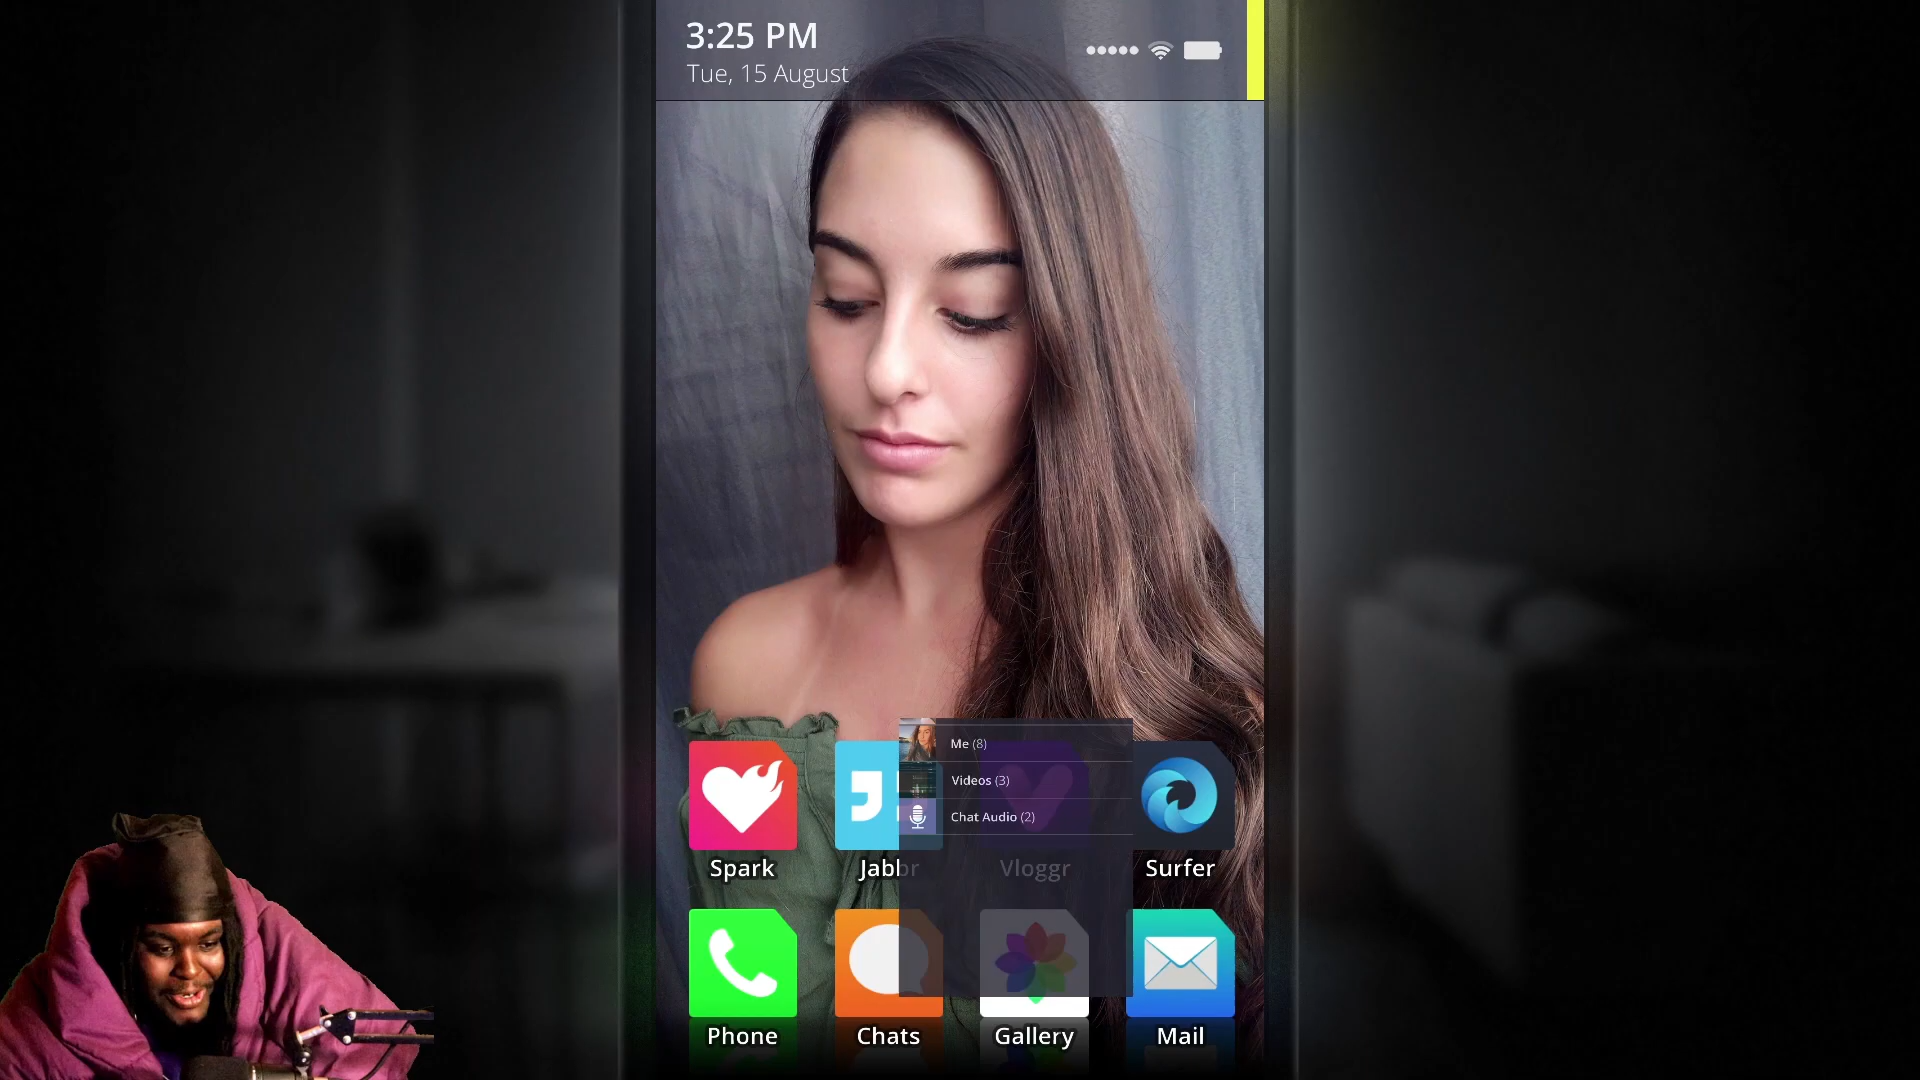 3:25 PM
Tue, 15 August
Me (8)
Videos (3)
Chat Audio (2)
Spark
Jabbr
Vloggr
Surfer
Phone
Chats
Gallery
Mail